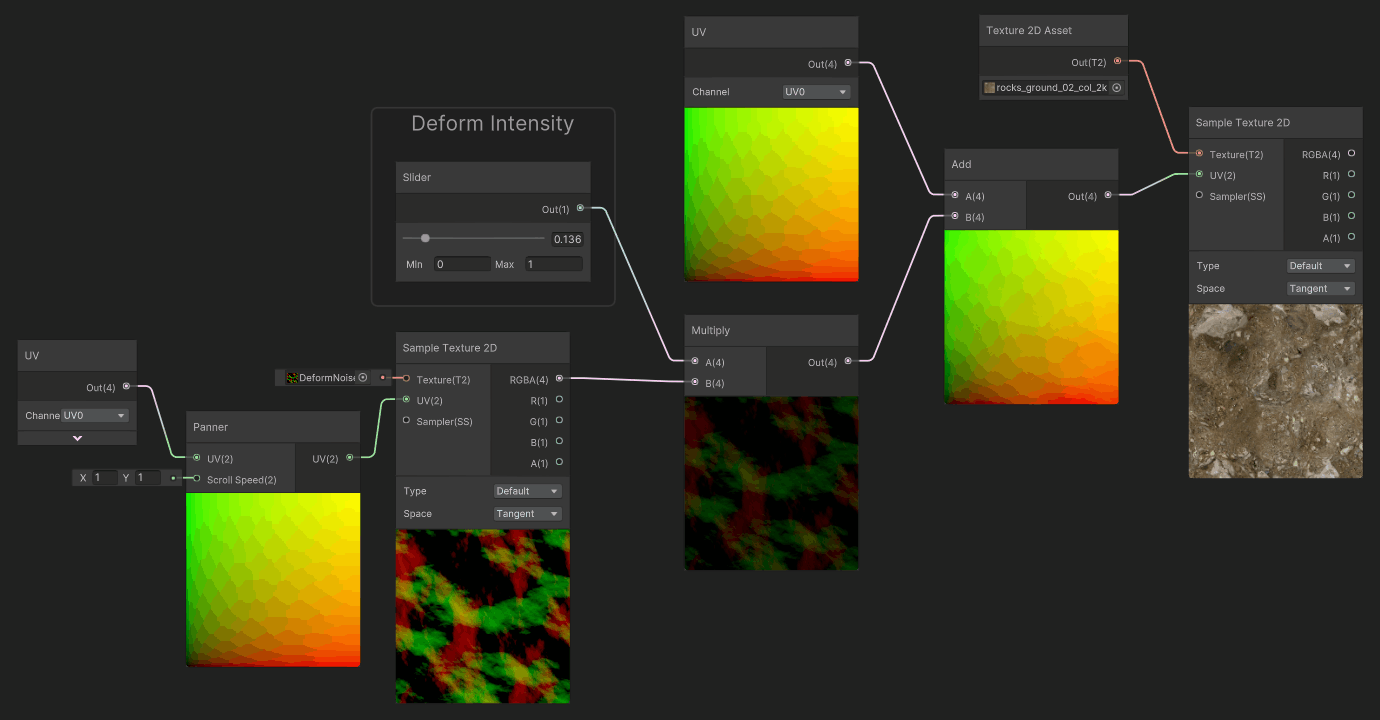 UV
Out(4)
Channe UV0
Panner
UV(2) UV(2)
X 1 Y 1 Scroll Speed(2)
Deform Intensity
Slider
Out(1)
0.136
Min 0 Max 1
Sample Texture 2D
DeformNois Texture(T2) RGBA(4)
UV(2) R(1)
Sampler(SS) G(1)
B(1)
A(1)
Type Default
Space Tangent
UV
Out(4)
Channel UV0
Multiply
A(4) Out(4)
B(4)
Add
A(4) Out(4)
B(4)
Texture 2D Asset
Out(T2)
rocks_ground_02_col_2k
Sample Texture 2D
Texture(T2) RGBA(4)
UV(2) R(1)
Sampler(SS) G(1)
B(1)
A(1)
Type Default
Space Tangent